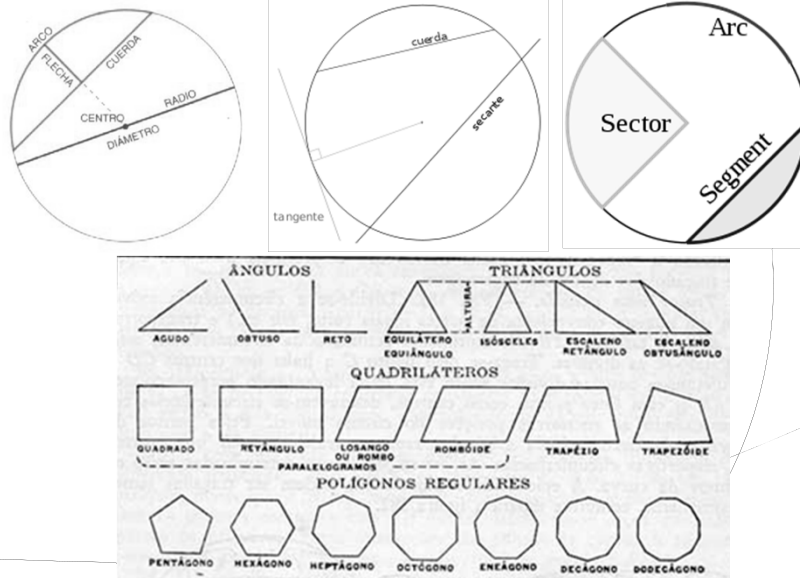 ARCO
FLECHA
CUERDA
CENTRO
RADIO
DIÁMETRO
cuerda
secante
tangente
Arc
Sector
Segment
ÂNGULOS
TRIÂNGULOS
ALTURA
AGUDO
OBTUSO
RETO
EQUILÁTERO
EQUIÂNGULO
ISÓSCELES
ESCALENO
RETÂNGULO
ESCALENO
OBTUSÂNGULO
QUADRILÁTEROS
QUADRADO
RETÂNGULO
LOSANGO
OU ROMBO
ROMBÓIDE
TRAPÉZIO
TRAPEZÓIDE
PARALELOGRAMOS
POLÍGONOS REGULARES
PENTÁGONO
HEXÁGONO
HEPTÁGONO
OCTÓGONO
ENEÁGONO
DECÁGONO
DODECÁGONO